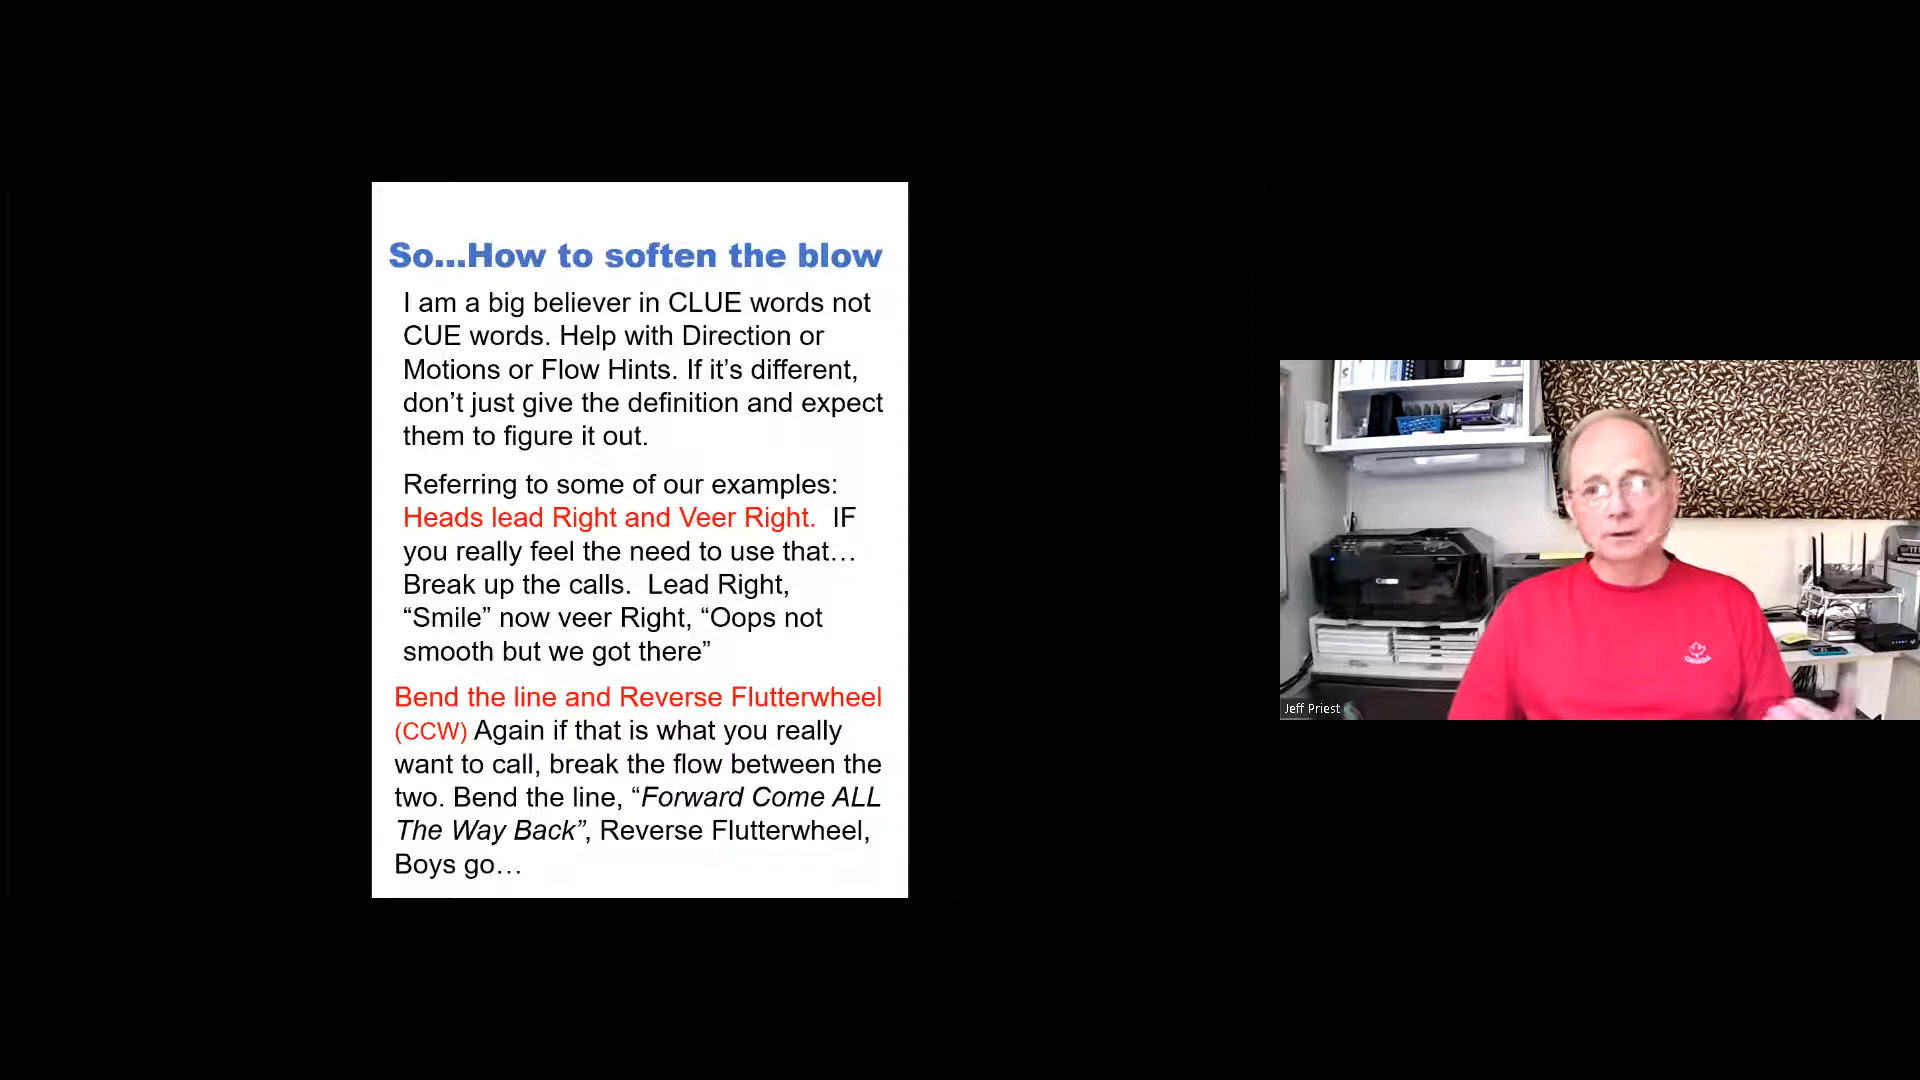 So...How to soften the blow
I am a big believer in CLUE words not
CUE words. Help with Direction or
Motions or Flow Hints. If it’s different,
don’t just give the definition and expect
them to figure it out.
Referring to some of our examples:
Heads lead Right and Veer Right.  IF
you really feel the need to use that…
Break up the calls.  Lead Right,
“Smile” now veer Right, “Oops not
smooth but we got there”
Bend the line and Reverse Flutterwheel
(CCW) Again if that is what you really
want to call, break the flow between the
two. Bend the line, “Forward Come ALL
The Way Back”, Reverse Flutterwheel,
Boys go…
Canon
CANADA
Jeff Priest